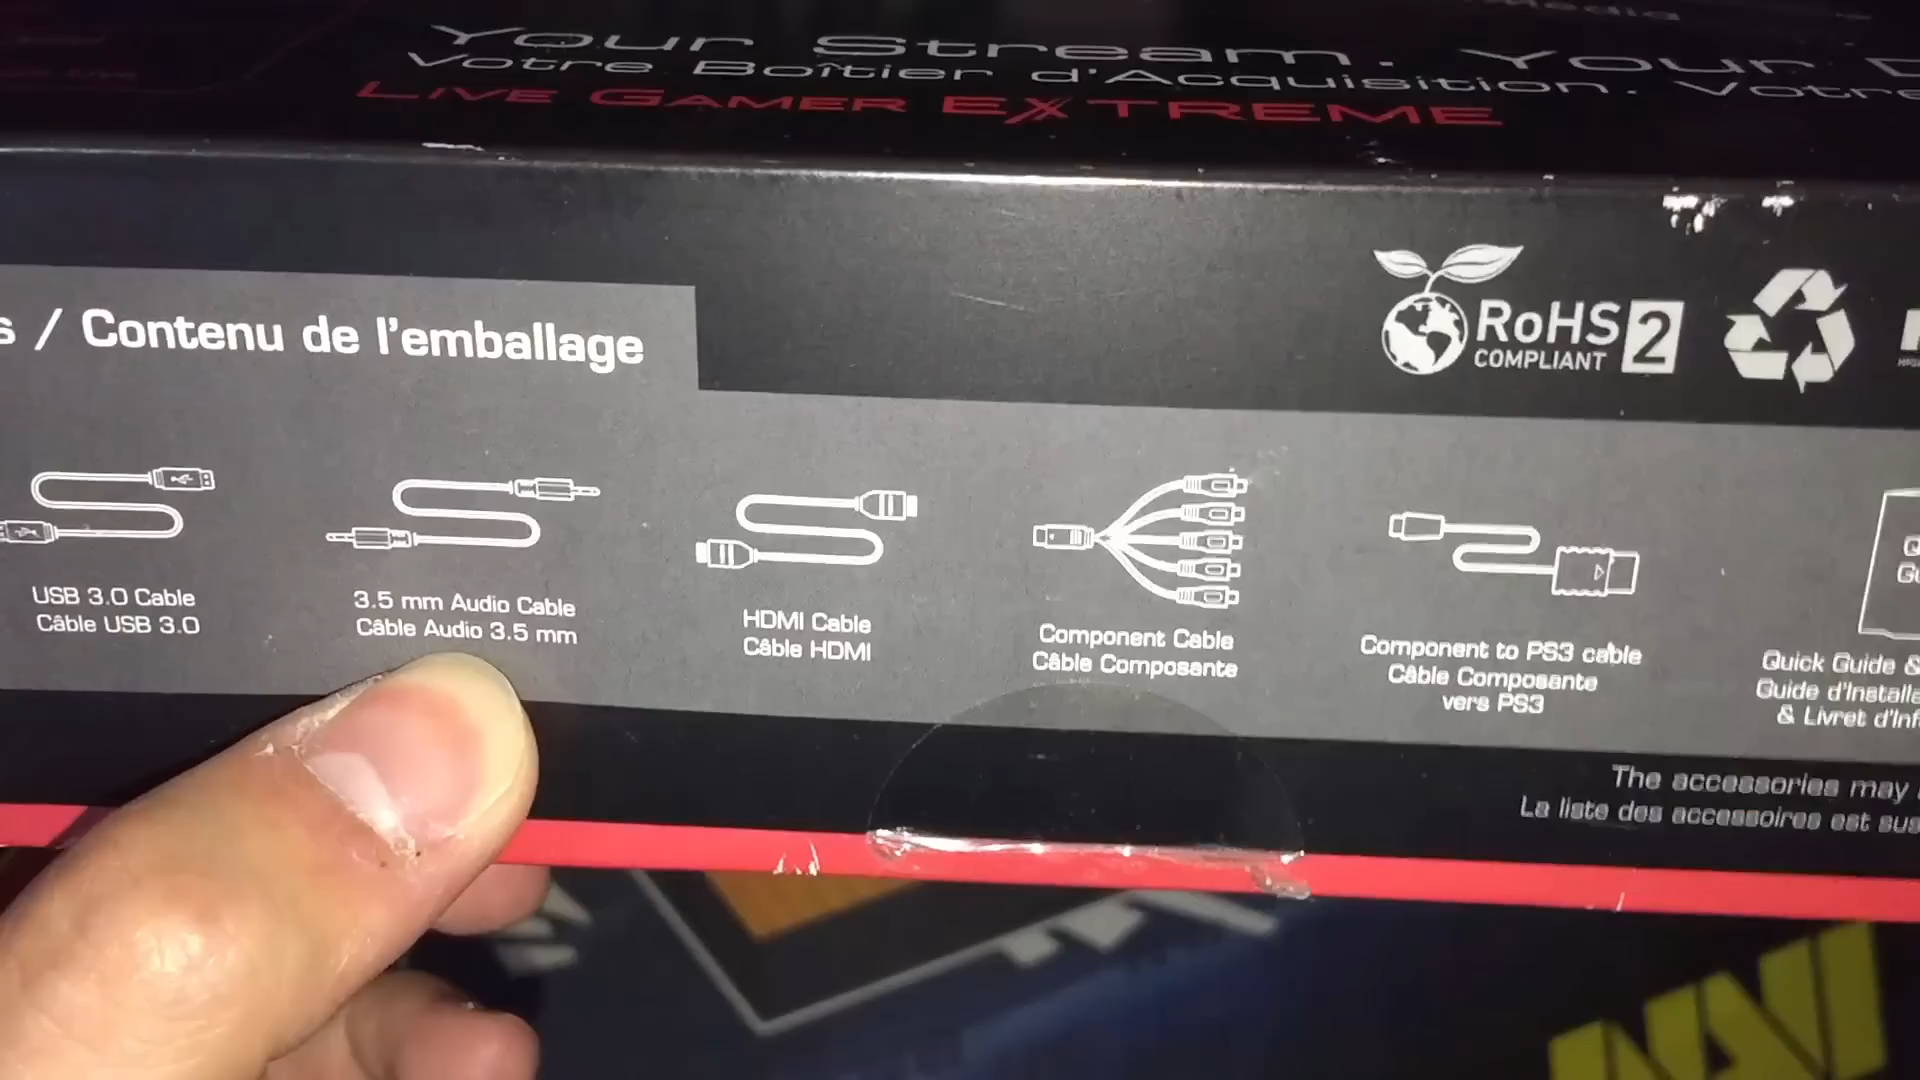 Media
Your Stream. Your
Votre Boîtier d'Acquisition. Votre
LIVE GAMER EXTREME
/ Contenu de l'emballage
RoHS 2
COMPLIANT
USB 3.0 Cable
Câble USB 3.0
3.5 mm Audio Cable
Câble Audio 3.5 mm
HDMI Cable
Câble HDMI
Component Cable
Câble Composante
Component to PS3 cable
Câble Composante
vers PS3
Quick Guide &
Guide d'Installa
& Livret d'Inf
The accessories may
La liste des accessoires est sus